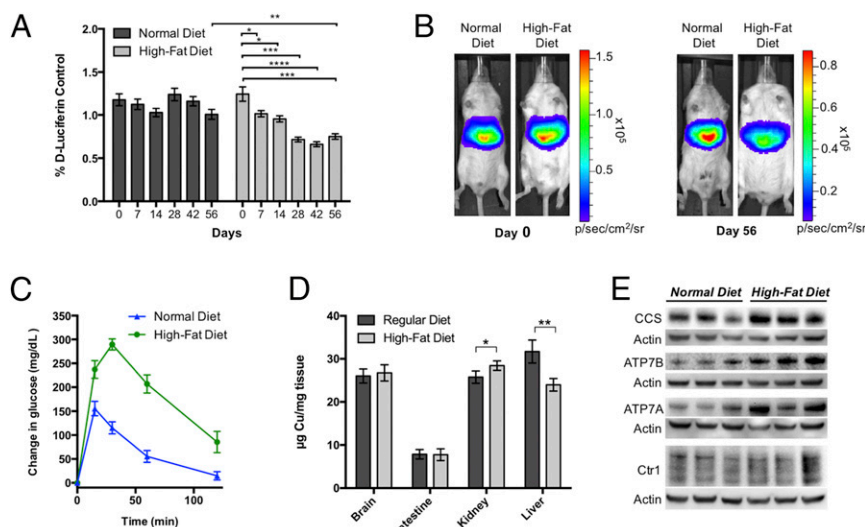 A
Normal Diet
High-Fat Diet
**
*
*
***
****
***
% D-Luciferin Control
2.0
1.5
1.0
0.5
0.0
0 7 14 28 42 56 0 7 14 28 42 56
Days
B
Normal Diet
High-Fat Diet
1.5
1.0
0.5
x10⁵
Day 0
p/sec/cm²/sr
Normal Diet
High-Fat Diet
0.8
0.6
0.4
0.2
x10⁵
Day 56
p/sec/cm²/sr
C
Normal Diet
High-Fat Diet
Change in glucose (mg/dL)
350
300
250
200
150
100
50
0
0 50 100
Time (min)
D
Regular Diet
High-Fat Diet
*
**
µg Cu/mg tissue
40
30
20
10
0
Brain
ntestine
Kidney
Liver
E
Normal Diet High-Fat Diet
CCS
Actin
ATP7B
Actin
ATP7A
Actin
Ctr1
Actin